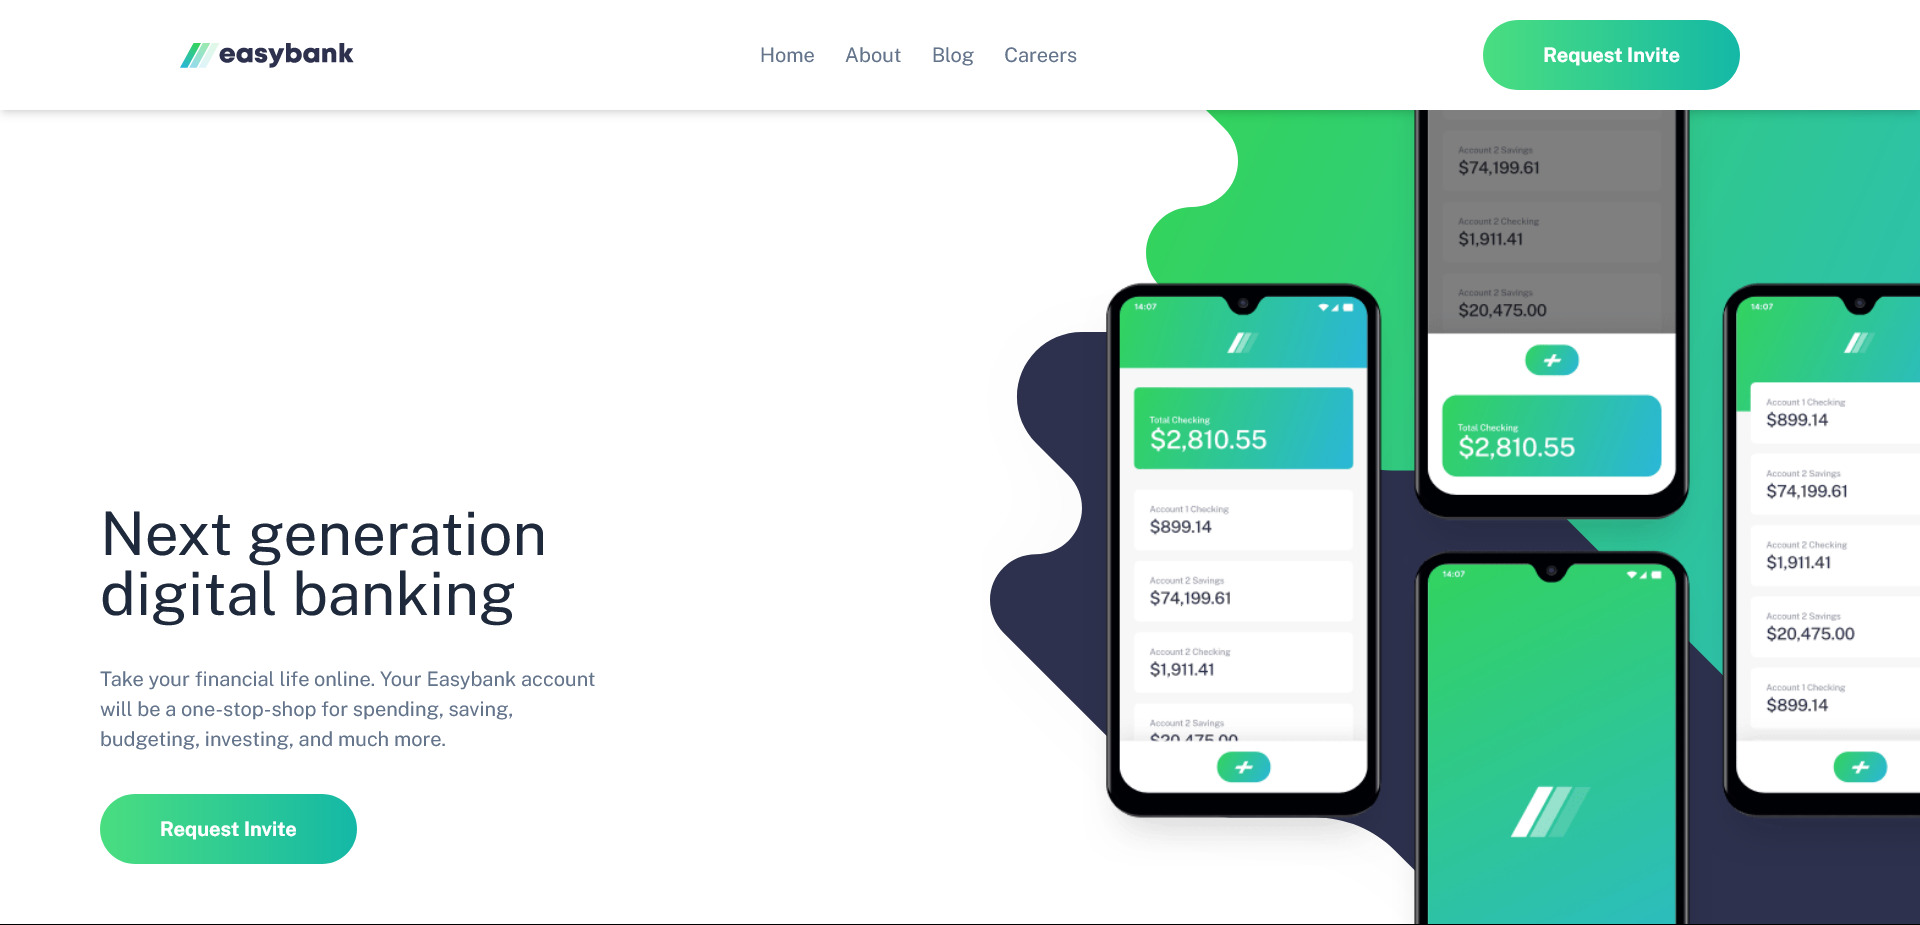 easybank
Home
About
Blog
Careers
Request Invite
Next generation
digital banking
Take your financial life online. Your Easybank account
will be a one-stop-shop for spending, saving,
budgeting, investing, and much more.
Request Invite
14:07
Total Checking
$2,810.55
Account 1 Checking
$899.14
Account 2 Savings
$74,199.61
Account 2 Checking
$1,911.41
Account 2 Savings
$20,475.00
Account 2 Savings
$74,199.61
Account 2 Checking
$1,911.41
Account 2 Savings
$20,475.00
Total Checking
$2,810.55
14:07
14:07
Account 1 Checking
$899.14
Account 2 Savings
$74,199.61
Account 2 Checking
$1,911.41
Account 2 Savings
$20,475.00
Account 1 Checking
$899.14